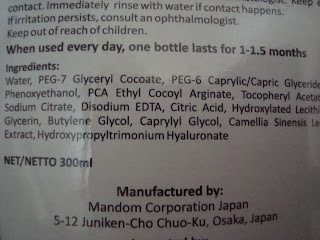 contact. Immediately rinse with water if contact happens.
If irritation persists, consult an ophthalmologist.
Keep out of reach of children.
When used every day, one bottle lasts for 1-1.5 months
Ingredients:
Water, PEG-7 Glyceryl Cocoate, PEG-6 Caprylic/Capric Glyceride
Phenoxyethanol, PCA Ethyl Cocoyl Arginate, Tocopheryl Acetat
Sodium Citrate, Disodium EDTA, Citric Acid, Hydroxylated Lecithi
Glycerin, Butylene Glycol, Caprylyl Glycol, Camellia Sinensis Le
Extract, Hydroxypropyltrimonium Hyaluronate
NET/NETTO 300ml
Manufactured by:
Mandom Corporation Japan
5-12 Juniken-Cho Chuo-Ku, Osaka, Japan